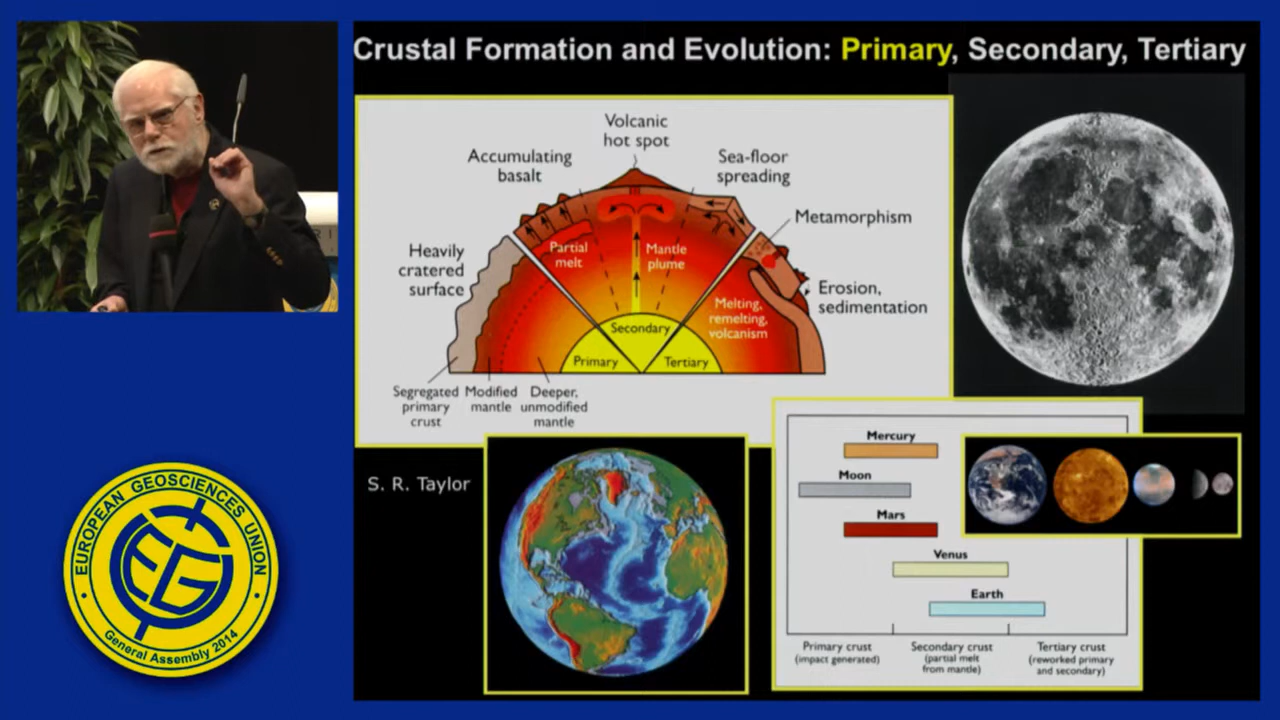 Crustal Formation and Evolution: Primary, Secondary, Tertiary
Volcanic
hot spot
Accumulating
basalt
Sea-floor
spreading
Metamorphism
Heavily
cratered
surface
Partial
melt
Mantle
plume
Erosion,
sedimentation
Melting,
remelting,
volcanism
Secondary
Primary
Tertiary
Segregated
primary
crust
Modified
mantle
Deeper,
unmodified
mantle
S. R. Taylor
Mercury
Moon
Mars
Venus
Earth
Primary crust
(impact generated)
Secondary crust
(partial melt
from mantle)
Tertiary crust
(reworked primary
and secondary)
EUROPEAN GEOSCIENCES UNION
EGU
General Assembly 2014